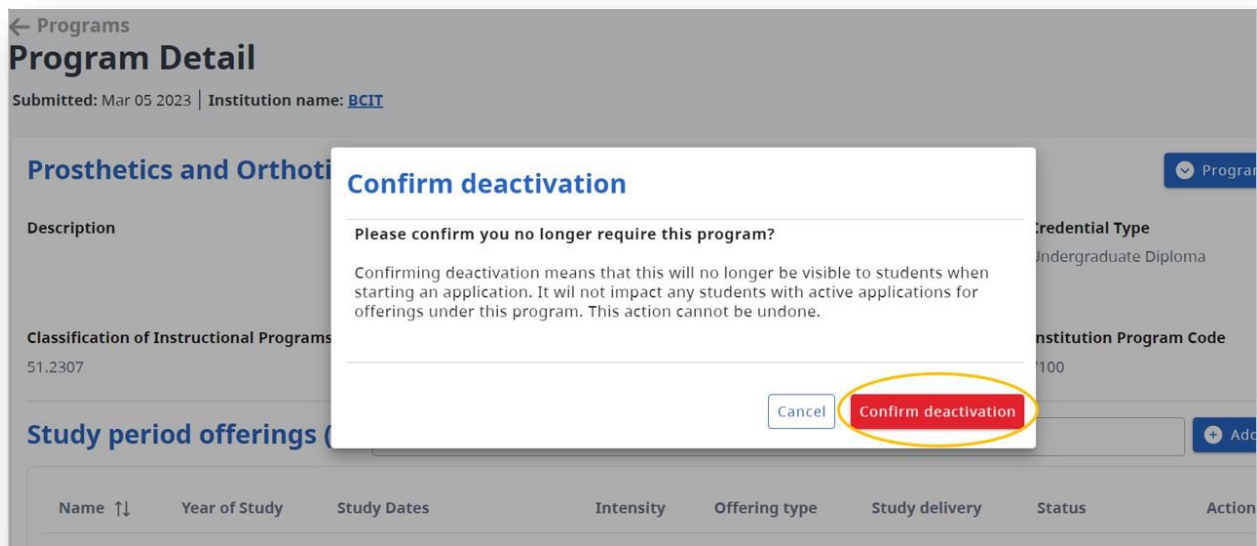 ← Programs
Program Detail
Submitted: Mar 05 2023 | Institution name: BCIT
Prosthetics and Orthoti
Progra
Confirm deactivation
Please confirm you no longer require this program?
Confirming deactivation means that this will no longer be visible to students when
starting an application. It wil not impact any students with active applications for
offerings under this program. This action cannot be undone.
Cancel
Confirm deactivation
Description
Credential Type
Undergraduate Diploma
Classification of Instructional Programs
51.2307
nstitution Program Code
7100
Study period offerings (
Add
Name ↑↓ Year of Study Study Dates Intensity Offering type Study delivery Status Action